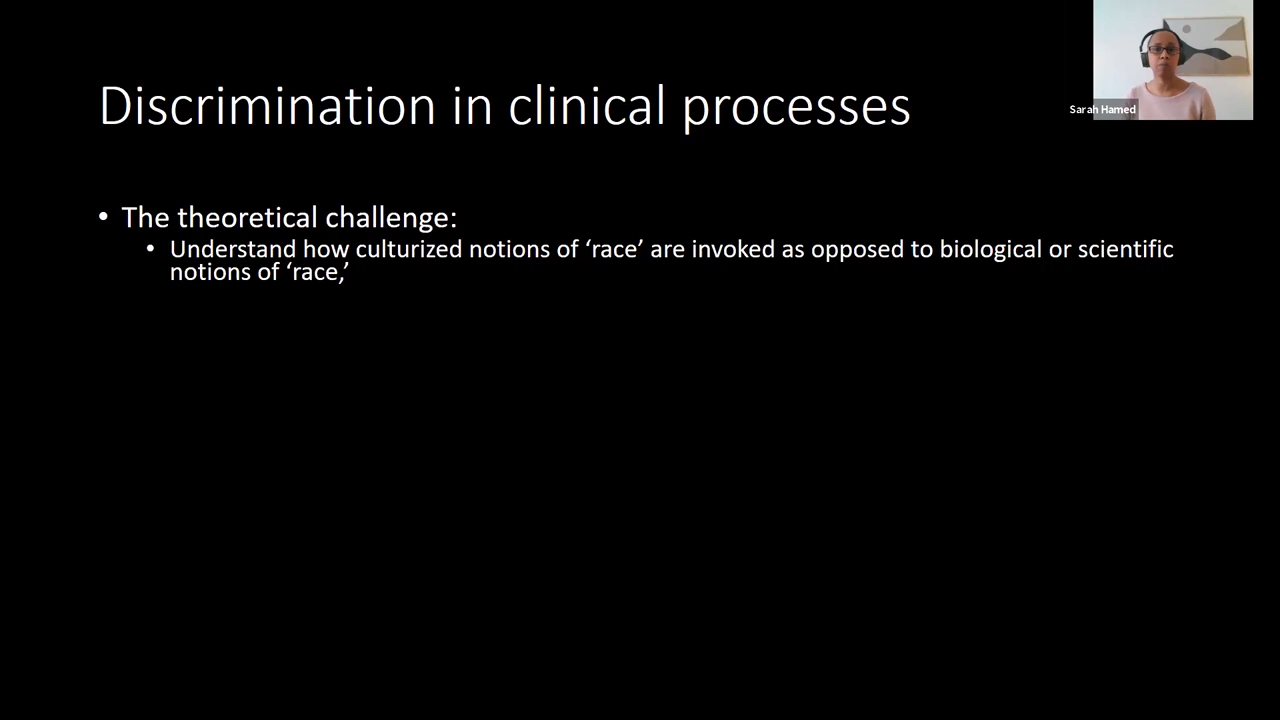 Discrimination in clinical processes
Sarah Hamed
• The theoretical challenge:
• Understand how culturized notions of ‘race’ are invoked as opposed to biological or scientific
notions of ‘race,’